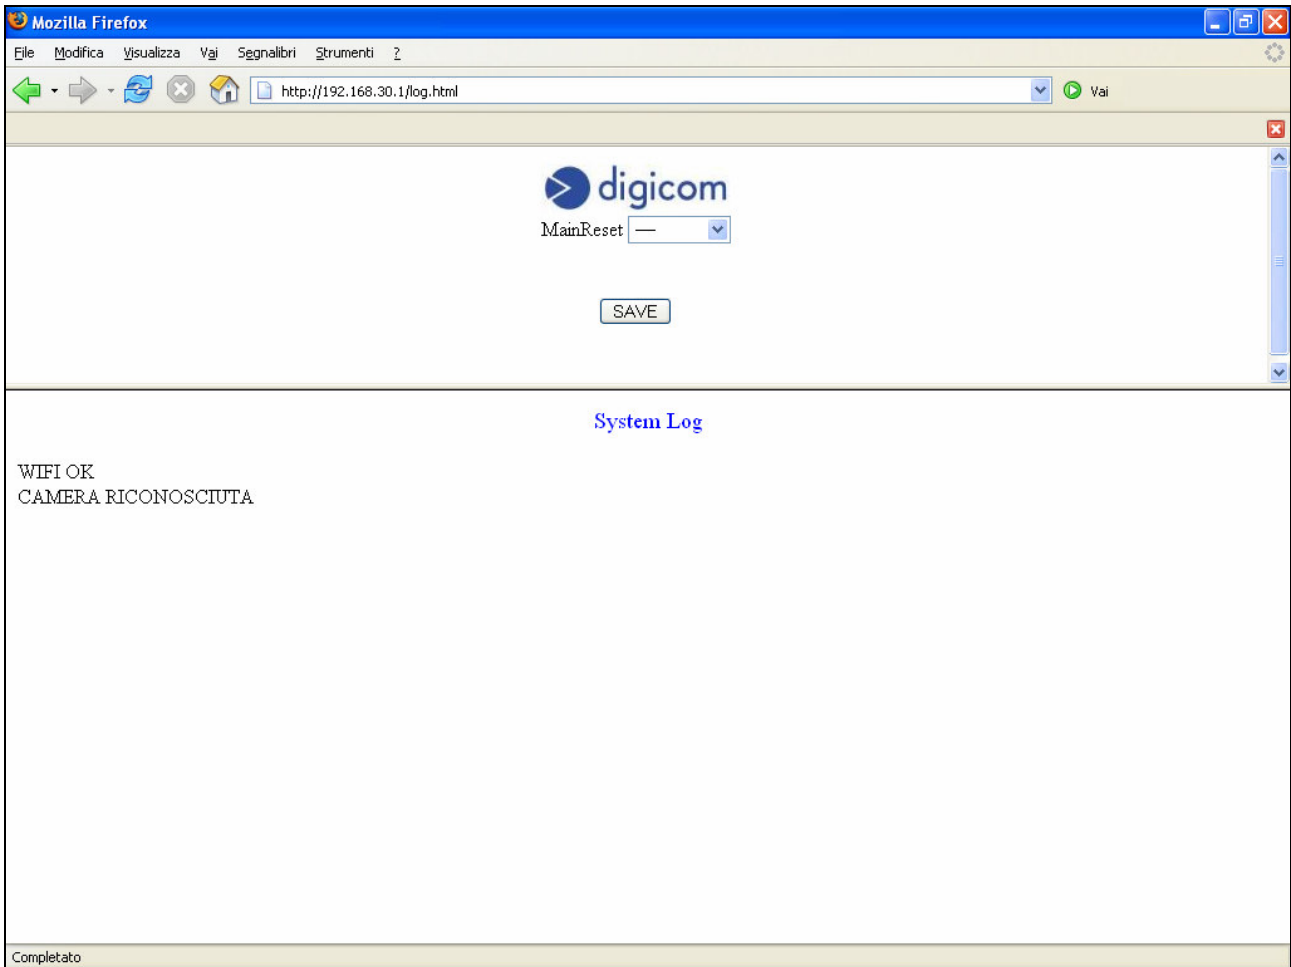 Mozilla Firefox
File Modifica Visualizza Vai Segnalibri Strumenti ?
http://192.168.30.1/log.html Vai
digicom
MainReset —
SAVE
System Log
WIFI OK
CAMERA RICONOSCIUTA
Completato